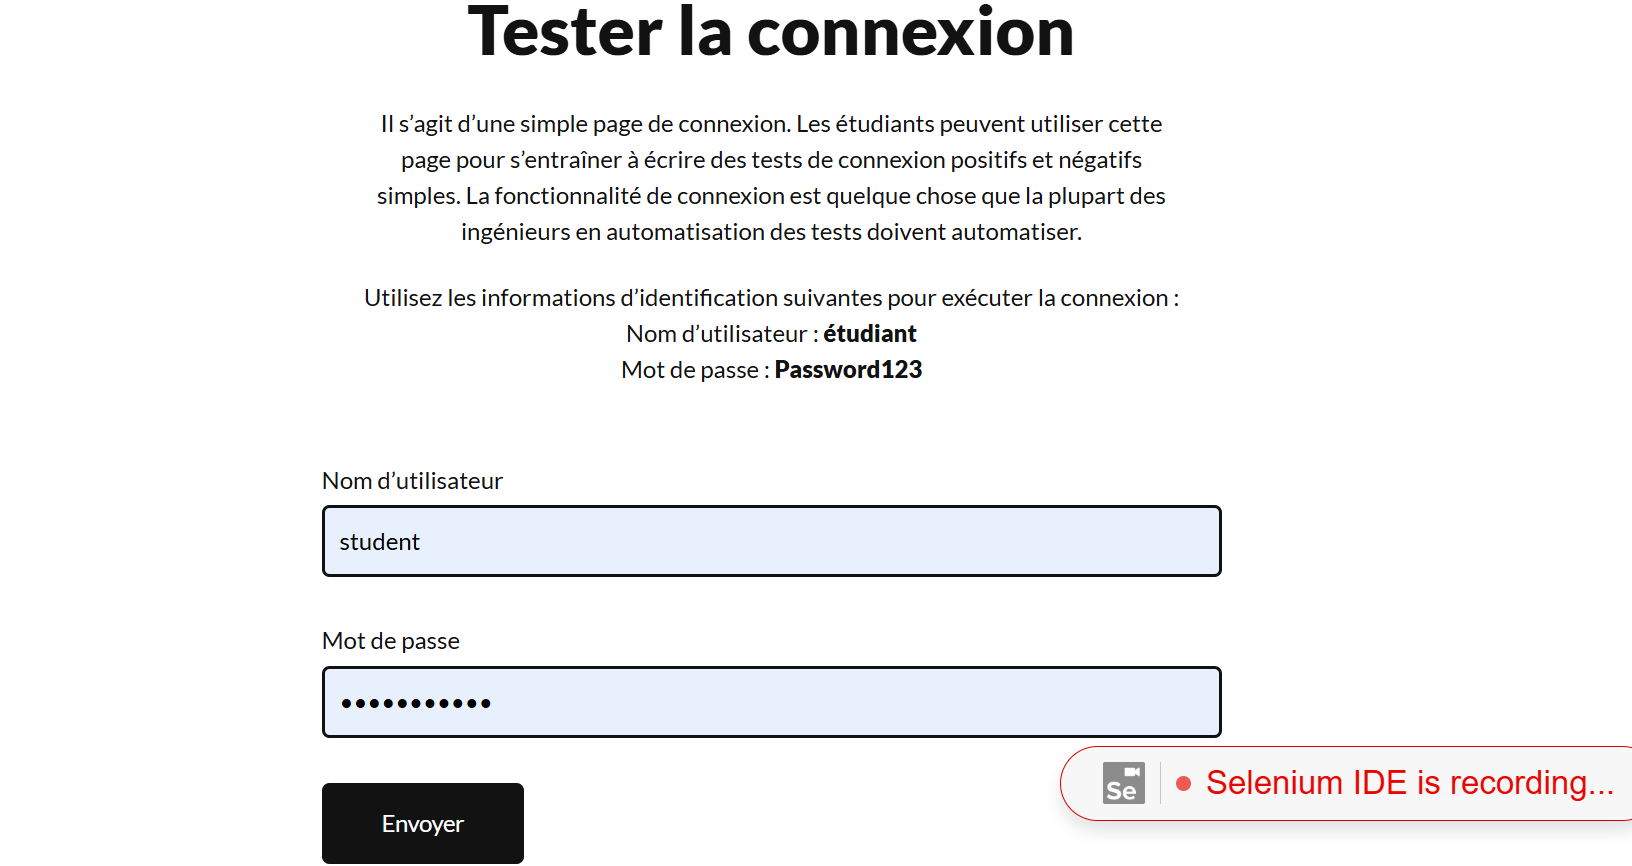 Tester la connexion
Il s’agit d’une simple page de connexion. Les étudiants peuvent utiliser cette
page pour s’entraîner à écrire des tests de connexion positifs et négatifs
simples. La fonctionnalité de connexion est quelque chose que la plupart des
ingénieurs en automatisation des tests doivent automatiser.
Utilisez les informations d’identification suivantes pour exécuter la connexion :
Nom d’utilisateur : étudiant
Mot de passe : Password123
Nom d’utilisateur
student
Mot de passe
•••••••••••
Se
Selenium IDE is recording...
Envoyer